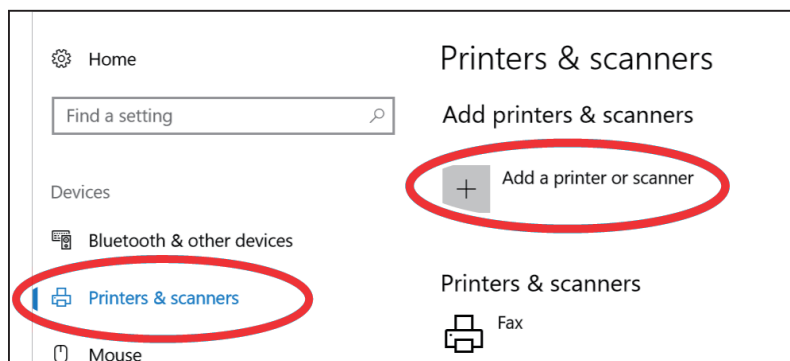 Home
Find a setting
Devices
Bluetooth & other devices
Printers & scanners
Mouse
Printers & scanners
Add printers & scanners
Add a printer or scanner
Printers & scanners
Fax